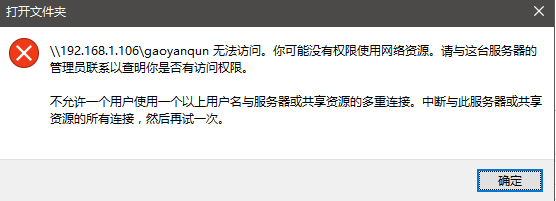 打开文件夹
\\192.168.1.106\gaoyanqun 无法访问。你可能没有权限使用网络资源。请与这台服务器的
管理员联系以查明你是否有访问权限。
不允许一个用户使用一个以上用户名与服务器或共享资源的多重连接。中断与此服务器或共享
资源的所有连接，然后再试一次。
确定